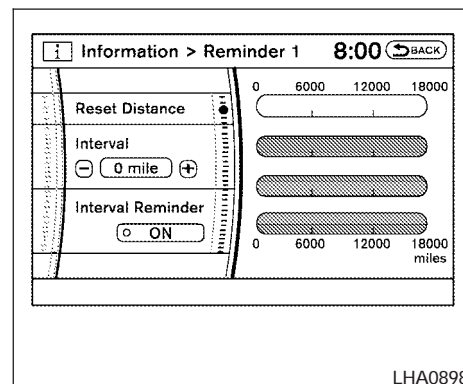 i Information > Reminder 1 8:00 BACK
0 6000 12000 18000
Reset Distance
Interval
− 0 mile +
Interval Reminder
ON
0 6000 12000 18000
miles
LHA0898